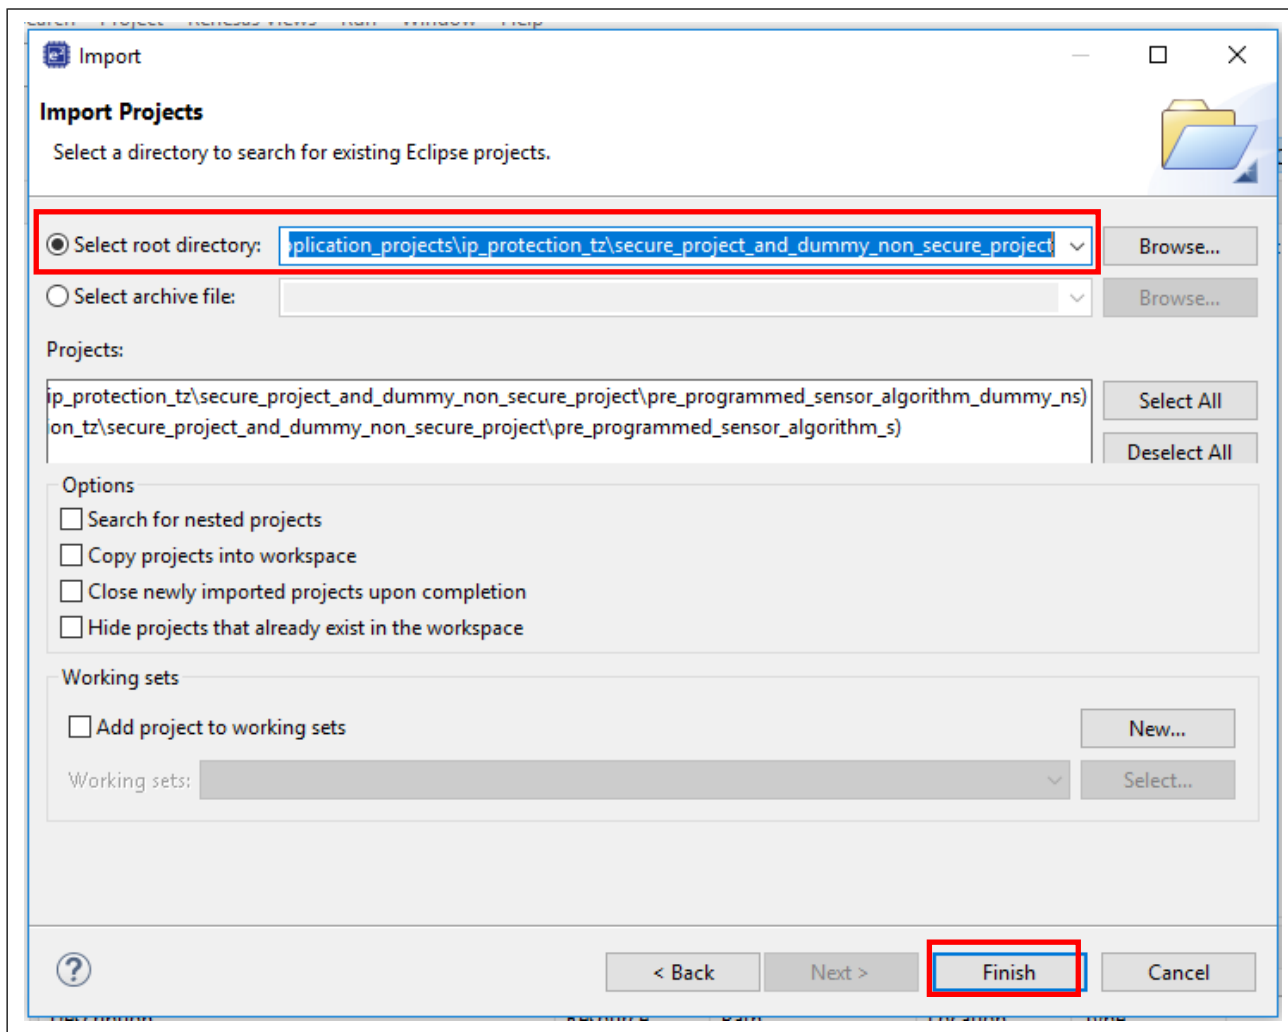 Import
Import Projects
Select a directory to search for existing Eclipse projects.
Select root directory: plication_projects\ip_protection_tz\secure_project_and_dummy_non_secure_project Browse...
Select archive file: Browse...
Projects:
ip_protection_tz\secure_project_and_dummy_non_secure_project\pre_programmed_sensor_algorithm_dummy_ns)
ion_tz\secure_project_and_dummy_non_secure_project\pre_programmed_sensor_algorithm_s)
Select All
Deselect All
Options
Search for nested projects
Copy projects into workspace
Close newly imported projects upon completion
Hide projects that already exist in the workspace
Working sets
Add project to working sets New...
Working sets: Select...
? < Back Next > Finish Cancel